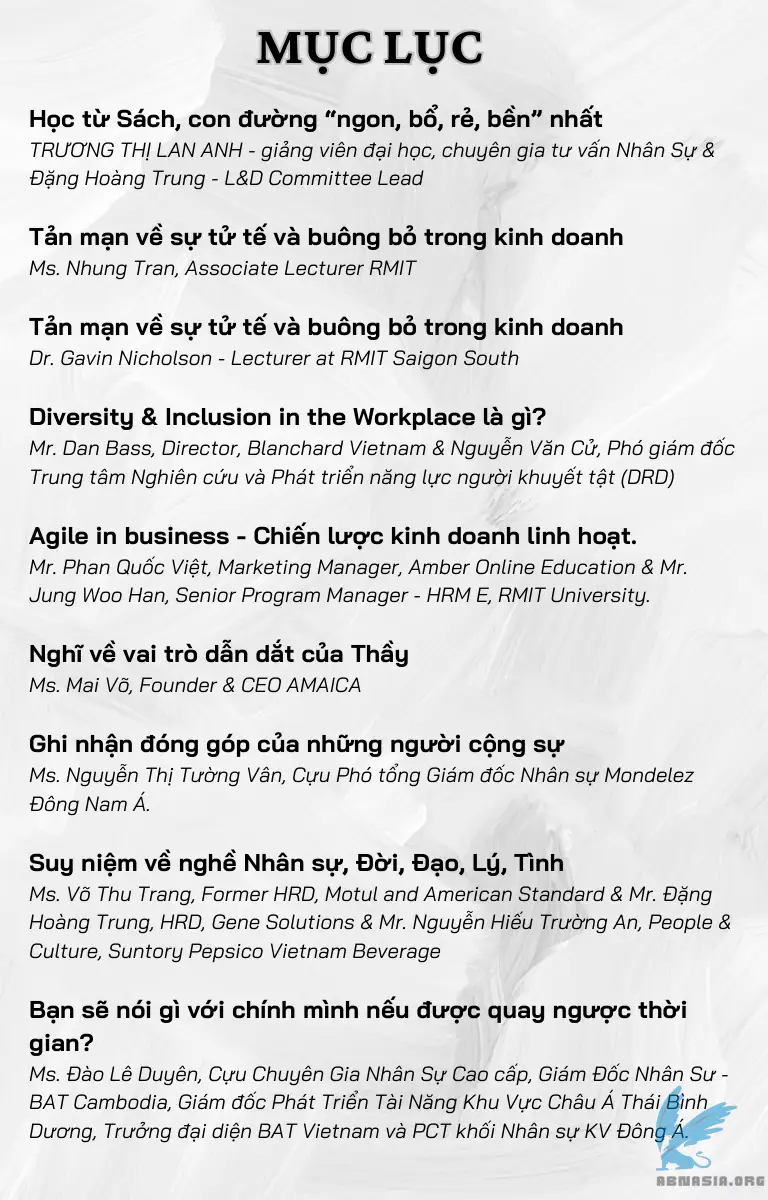 MỤC LỤC
Học từ Sách, con đường “ngon, bổ, rẻ, bền” nhất
TRƯƠNG THỊ LAN ANH - giảng viên đại học, chuyên gia tư vấn Nhân Sự &
Đặng Hoàng Trung - L&D Committee Lead
Tản mạn về sự tử tế và buông bỏ trong kinh doanh
Ms. Nhung Tran, Associate Lecturer RMIT
Tản mạn về sự tử tế và buông bỏ trong kinh doanh
Dr. Gavin Nicholson - Lecturer at RMIT Saigon South
Diversity & Inclusion in the Workplace là gì?
Mr. Dan Bass, Director, Blanchard Vietnam & Nguyễn Văn Cử, Phó giám đốc
Trung tâm Nghiên cứu và Phát triển năng lực người khuyết tật (DRD)
Agile in business - Chiến lược kinh doanh linh hoạt.
Mr. Phan Quốc Việt, Marketing Manager, Amber Online Education & Mr.
Jung Woo Han, Senior Program Manager - HRM E, RMIT University.
Nghĩ về vai trò dẫn dắt của Thầy
Ms. Mai Võ, Founder & CEO AMAICA
Ghi nhận đóng góp của những người cộng sự
Ms. Nguyễn Thị Tường Vân, Cựu Phó tổng Giám đốc Nhân sự Mondelez
Đông Nam Á.
Suy niệm về nghề Nhân sự, Đời, Đạo, Lý, Tình
Ms. Võ Thu Trang, Former HRD, Motul and American Standard & Mr. Đặng
Hoàng Trung, HRD, Gene Solutions & Mr. Nguyễn Hiếu Trường An, People &
Culture, Suntory Pepsico Vietnam Beverage
Bạn sẽ nói gì với chính mình nếu được quay ngược thời
gian?
Ms. Đào Lê Duyên, Cựu Chuyên Gia Nhân Sự Cao cấp, Giám Đốc Nhân Sư -
BAT Cambodia, Giám đốc Phát Triển Tài Năng Khu Vực Châu Á Thái Bình
Dương, Trưởng đại diện BAT Vietnam và PCT khối Nhân sự KV Đông Á.
ABNASIA.ORG